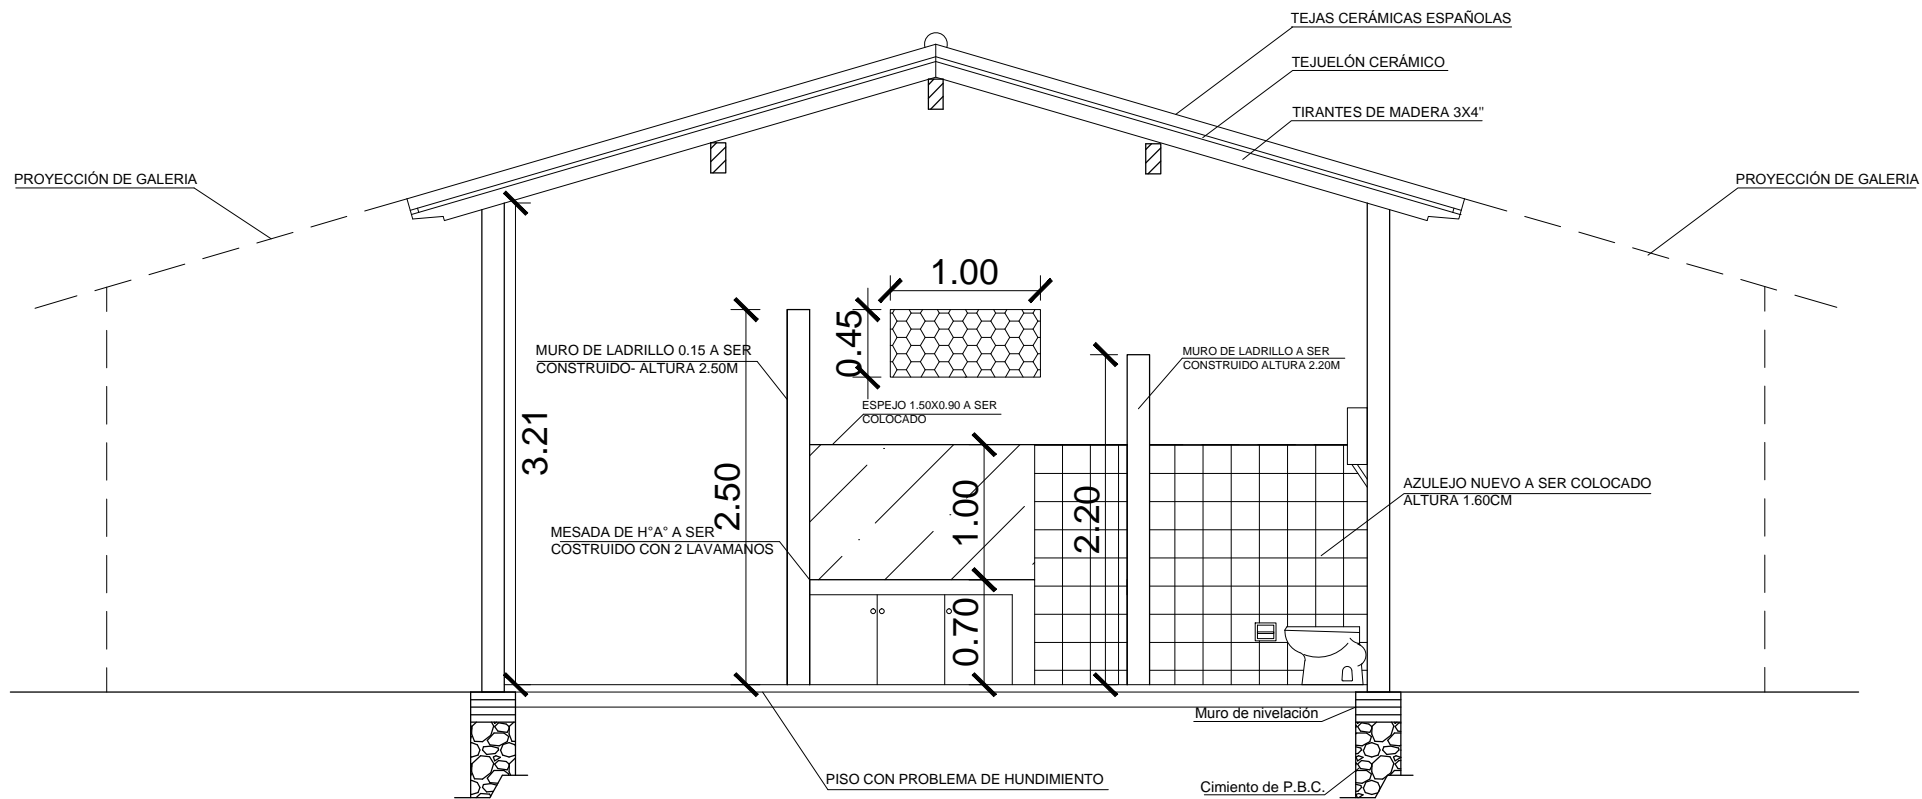 TEJAS CERÁMICAS ESPAÑOLAS
TEJUELÓN CERÁMICO
TIRANTES DE MADERA 3X4"
PROYECCIÓN DE GALERIA
PROYECCIÓN DE GALERIA
1.00
0.45
MURO DE LADRILLO 0.15 A SER
CONSTRUIDO- ALTURA 2.50M
MURO DE LADRILLO A SER
CONSTRUIDO ALTURA 2.20M
ESPEJO 1.50X0.90 A SER
COLOCADO
3.21
2.50
1.00
2.20
AZULEJO NUEVO A SER COLOCADO
ALTURA 1.60CM
MESADA DE H°A° A SER
COSTRUIDO CON 2 LAVAMANOS
0.70
Muro de nivelación
PISO CON PROBLEMA DE HUNDIMIENTO
Cimiento de P.B.C.